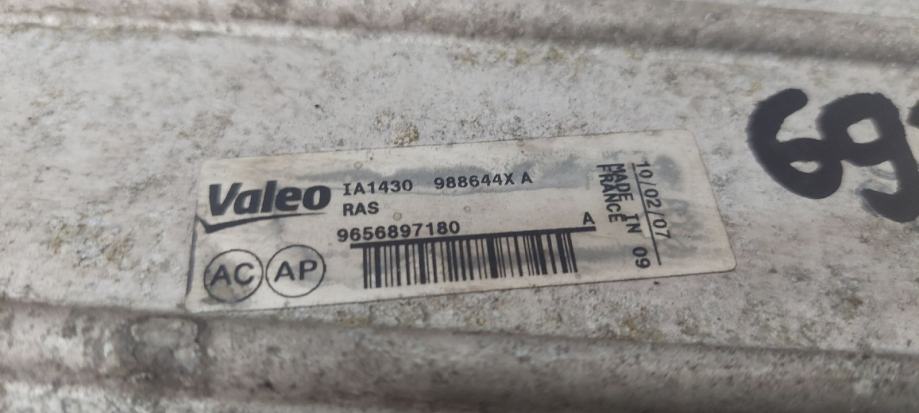 Valeo
IA1430 988644X A
RAS
9656897180 A
AC AP
10/02/07
MADE IN 09
FRANCE